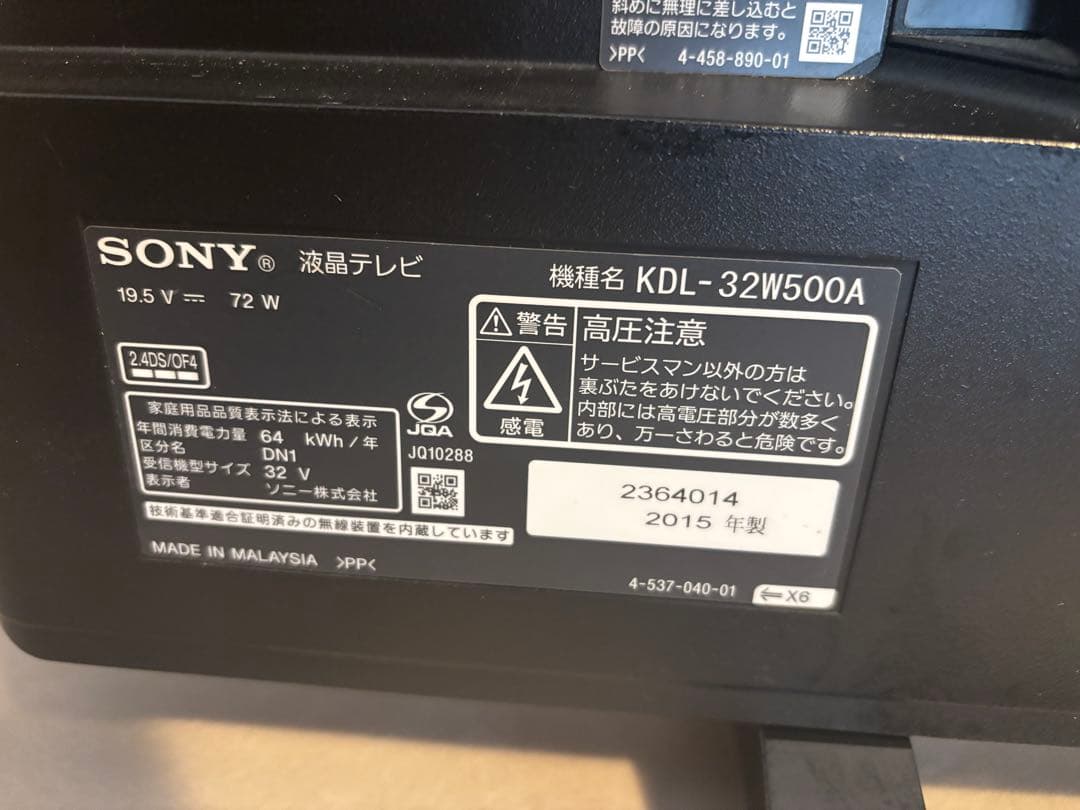 斜めに無理に差し込むと
故障の原因になります。
>PP< 4-458-890-01
SONY® 液晶テレビ
機種名 KDL-32W500A
19.5 V ⎓ 72 W
2.4DS/OF4
警告
感電
高圧注意
サービスマン以外の方は
裏ぶたをあけないでください。
内部には高電圧部分が数多く
あり、万一さわると危険です。
家庭用品品質表示法による表示
年間消費電力量 64 kWh/年
区分名 DN1
受信機型サイズ 32 V
表示者 ソニー株式会社
JQA
JQ10288
技術基準適合証明済みの無線装置を内蔵しています
2364014
2015 年製
MADE IN MALAYSIA >PP<
4-537-040-01
⇐X6